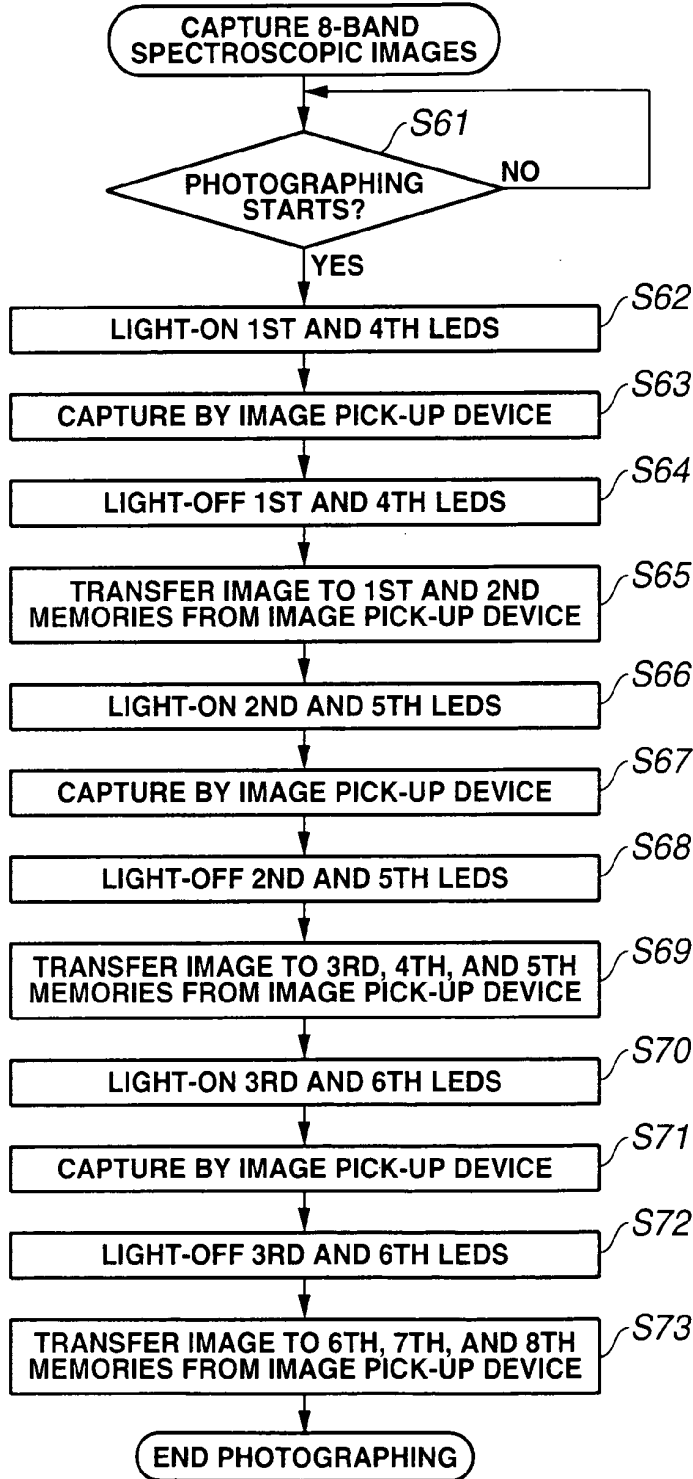 CAPTURE 8-BAND
SPECTROSCOPIC IMAGES
S61
PHOTOGRAPHING
STARTS?
NO
YES
S62
LIGHT-ON 1ST AND 4TH LEDS
S63
CAPTURE BY IMAGE PICK-UP DEVICE
S64
LIGHT-OFF 1ST AND 4TH LEDS
S65
TRANSFER IMAGE TO 1ST AND 2ND
MEMORIES FROM IMAGE PICK-UP DEVICE
S66
LIGHT-ON 2ND AND 5TH LEDS
S67
CAPTURE BY IMAGE PICK-UP DEVICE
S68
LIGHT-OFF 2ND AND 5TH LEDS
S69
TRANSFER IMAGE TO 3RD, 4TH, AND 5TH
MEMORIES FROM IMAGE PICK-UP DEVICE
S70
LIGHT-ON 3RD AND 6TH LEDS
S71
CAPTURE BY IMAGE PICK-UP DEVICE
S72
LIGHT-OFF 3RD AND 6TH LEDS
S73
TRANSFER IMAGE TO 6TH, 7TH, AND 8TH
MEMORIES FROM IMAGE PICK-UP DEVICE
END PHOTOGRAPHING